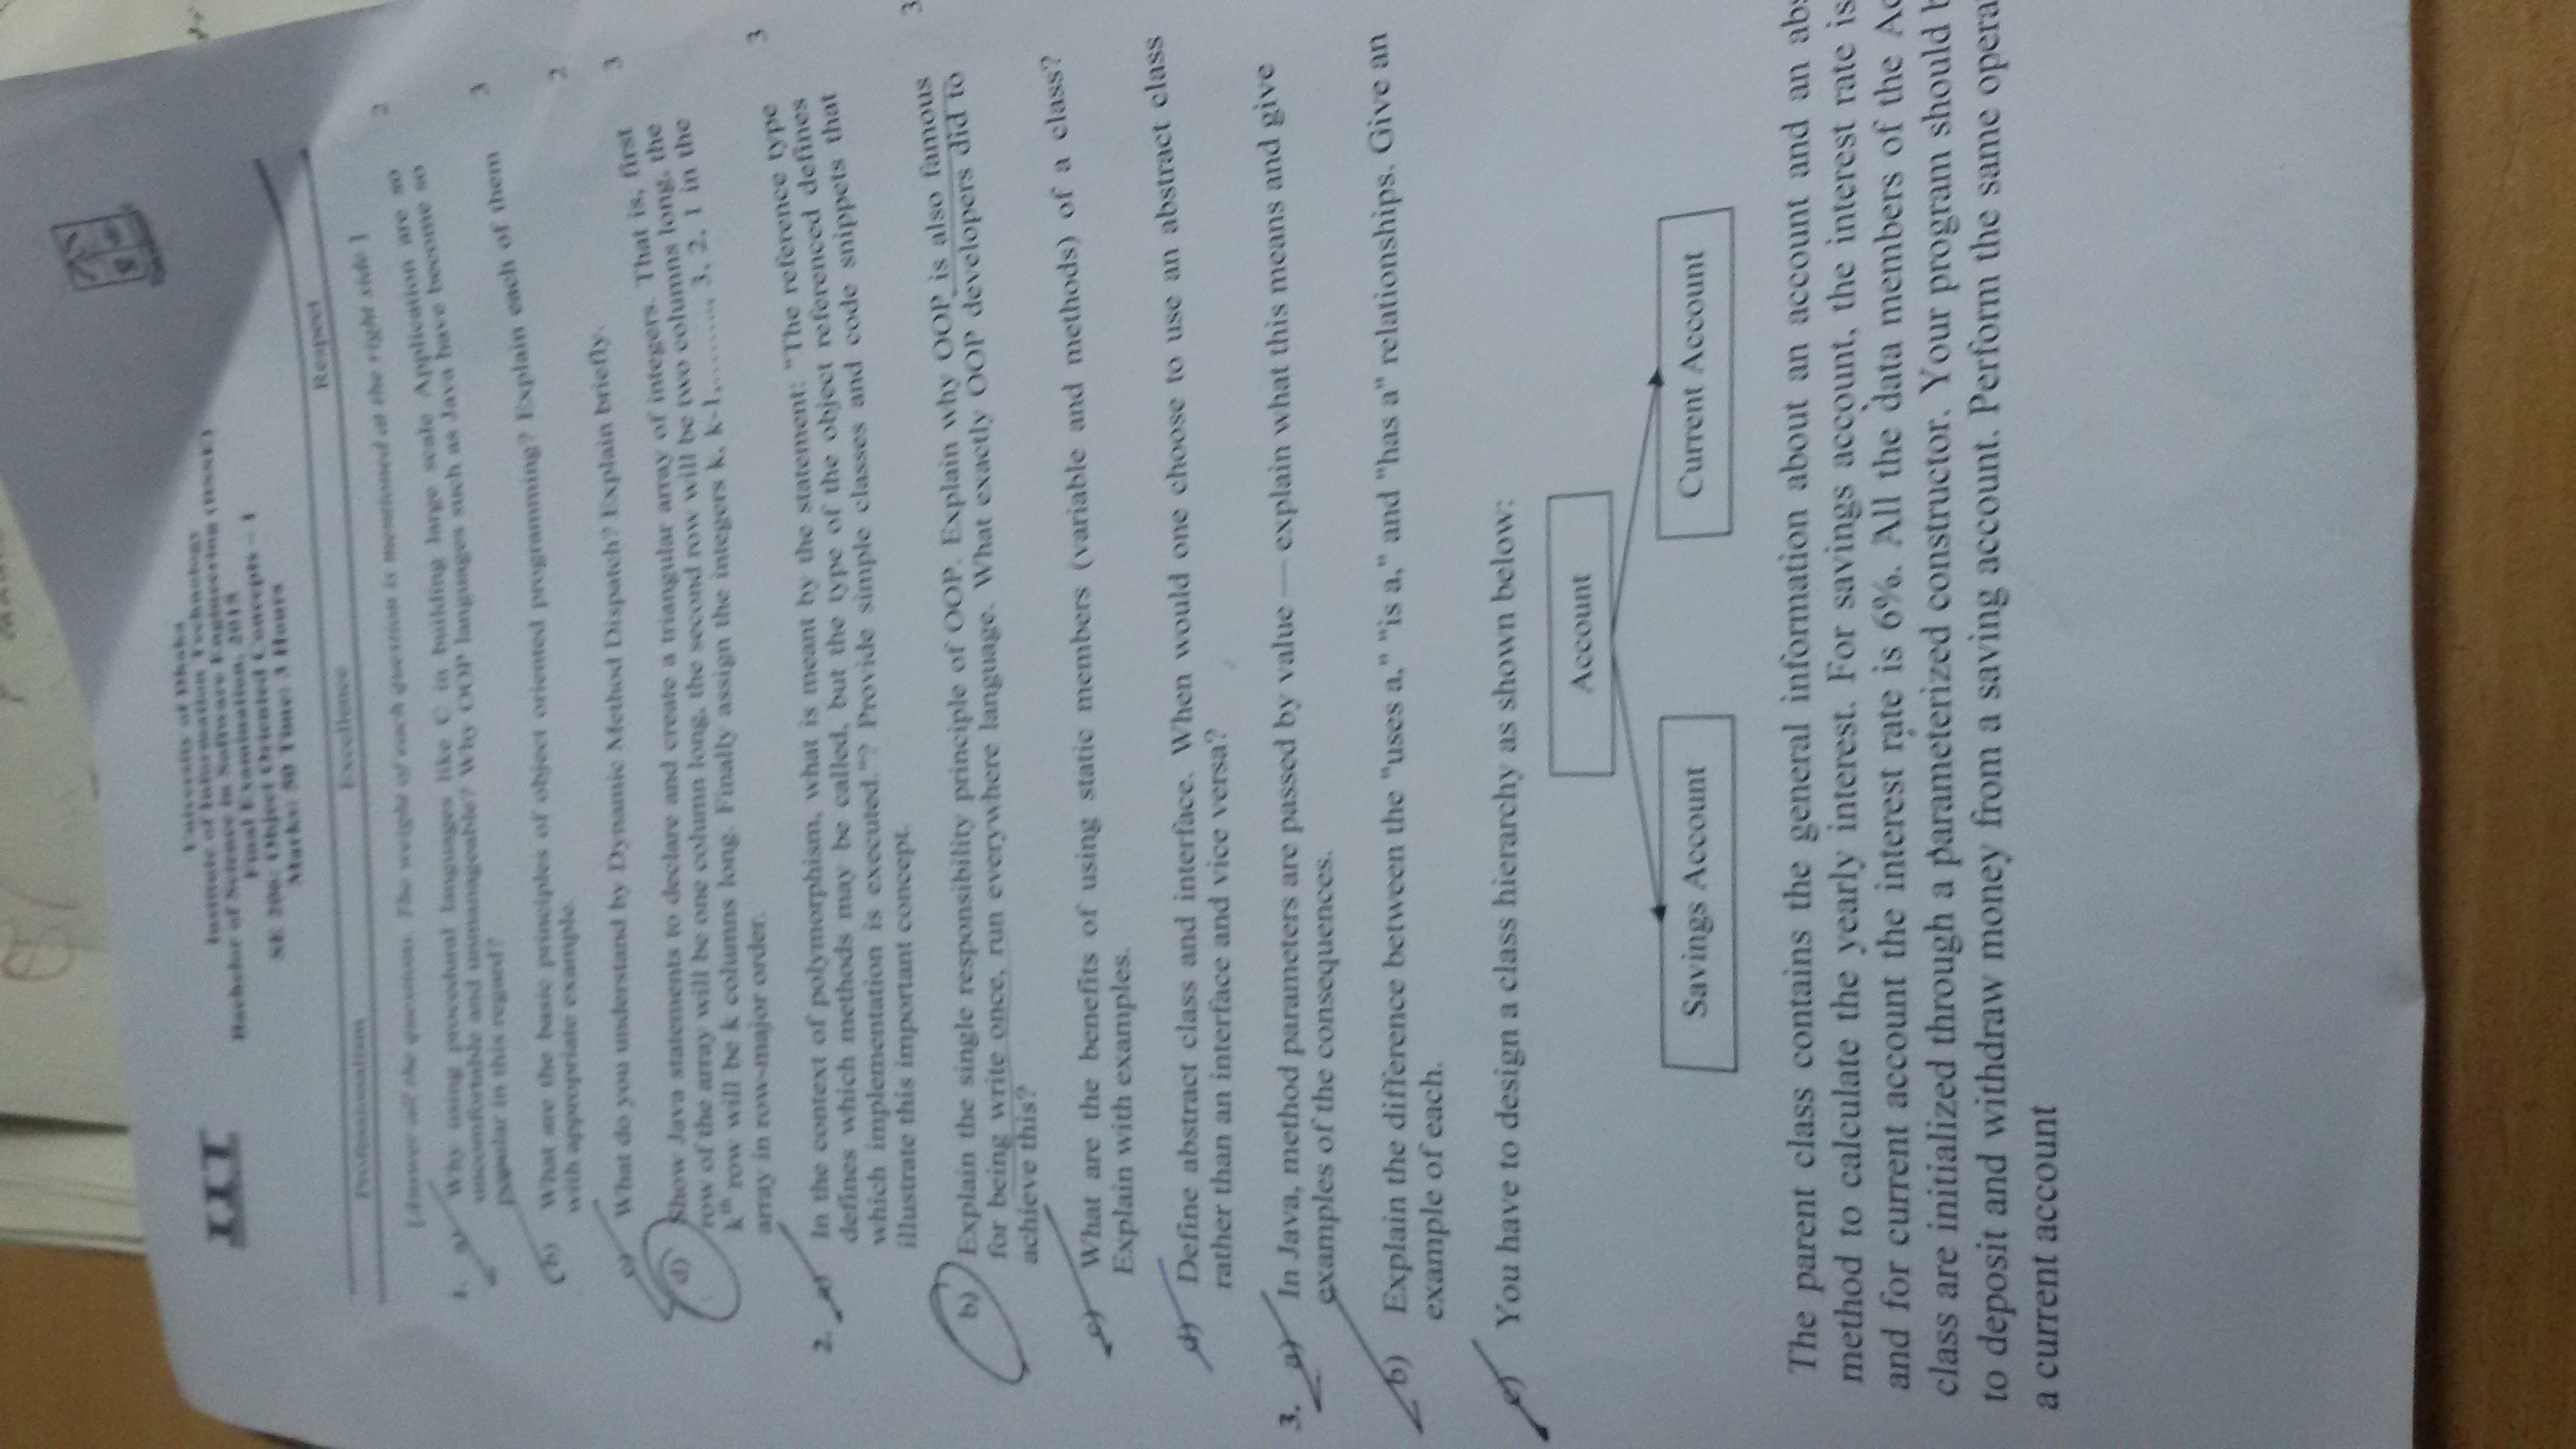 IIT
University of Dhaka
Institute of Information Technology
Bachelor of Science in Software Engineering (BSSE)
Final Examination, 2018
SE 206: Object Oriented Concepts – I
Marks: 50 Time: 3 Hours
Professionalism Excellence Respect
[Answer all the questions. The weight of each question is mentioned at the right side ]
1. a) Why using procedural languages like C in building large scale Application are so 2
uncomfortable and unmanageable? Why OOP languages such as Java have become so
popular in this regard?
b) What are the basic principles of object oriented programming? Explain each of them 3
with appropriate example.
c) What do you understand by Dynamic Method Dispatch? Explain briefly. 2
d) Show Java statements to declare and create a triangular array of integers. That is, first 3
row of the array will be one column long, the second row will be two columns long, the
kth row will be k columns long. Finally assign the integers k, k-1,........., 3, 2, 1 in the
array in row-major order.
2. a) In the context of polymorphism, what is meant by the statement: "The reference type 3
defines which methods may be called, but the type of the object referenced defines
which implementation is executed."? Provide simple classes and code snippets that
illustrate this important concept.
b) Explain the single responsibility principle of OOP. Explain why OOP is also famous 3
for being write once, run everywhere language. What exactly OOP developers did to
achieve this?
c) What are the benefits of using static members (variable and methods) of a class?
Explain with examples.
d) Define abstract class and interface. When would one choose to use an abstract class
rather than an interface and vice versa?
3. a) In Java, method parameters are passed by value — explain what this means and give
examples of the consequences.
b) Explain the difference between the "uses a," "is a," and "has a" relationships. Give an
example of each.
c) You have to design a class hierarchy as shown below:
Account
Savings Account Current Account
The parent class contains the general information about an account and an abs
method to calculate the yearly interest. For savings account, the interest rate is
and for current account the interest rate is 6%. All the data members of the Ac
class are initialized through a parameterized constructor. Your program should b
to deposit and withdraw money from a saving account. Perform the same opera
a current account